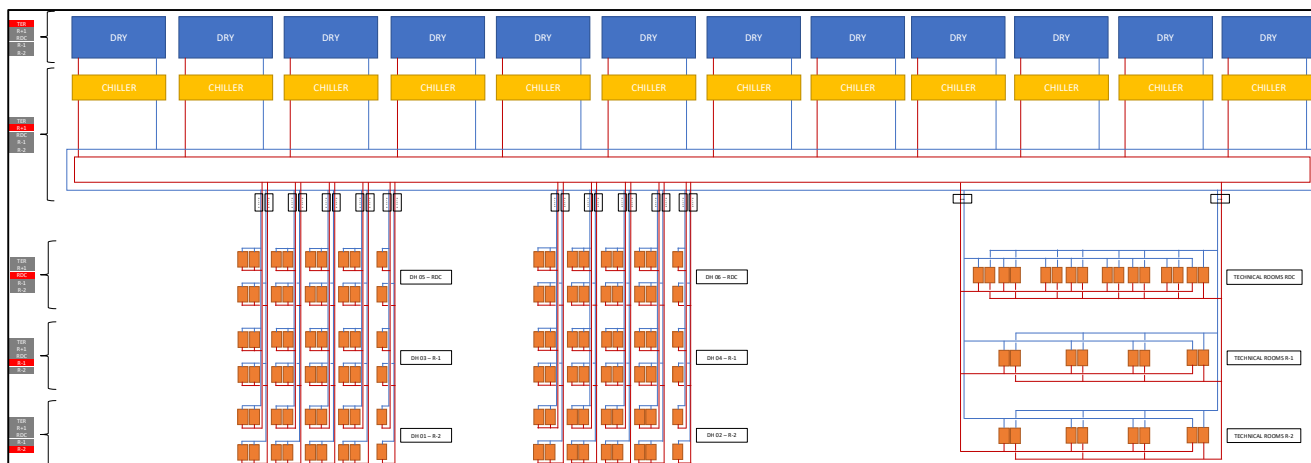 TER
R+1
RDC
R-1
R-2
DRY DRY DRY DRY DRY DRY DRY DRY DRY DRY DRY DRY
TER
R+1
RDC
R-1
R-2
CHILLER CHILLER CHILLER CHILLER CHILLER CHILLER CHILLER CHILLER CHILLER CHILLER CHILLER CHILLER
TER
R+1
RDC
R-1
R-2
DH 05 – RDC
DH 06 – RDC
TECHNICAL ROOMS RDC
TER
R+1
RDC
R-1
R-2
DH 03 – R-1
DH 04 – R-1
TECHNICAL ROOMS R-1
TER
R+1
RDC
R-1
R-2
DH 01 – R-2
DH 02 – R-2
TECHNICAL ROOMS R-2